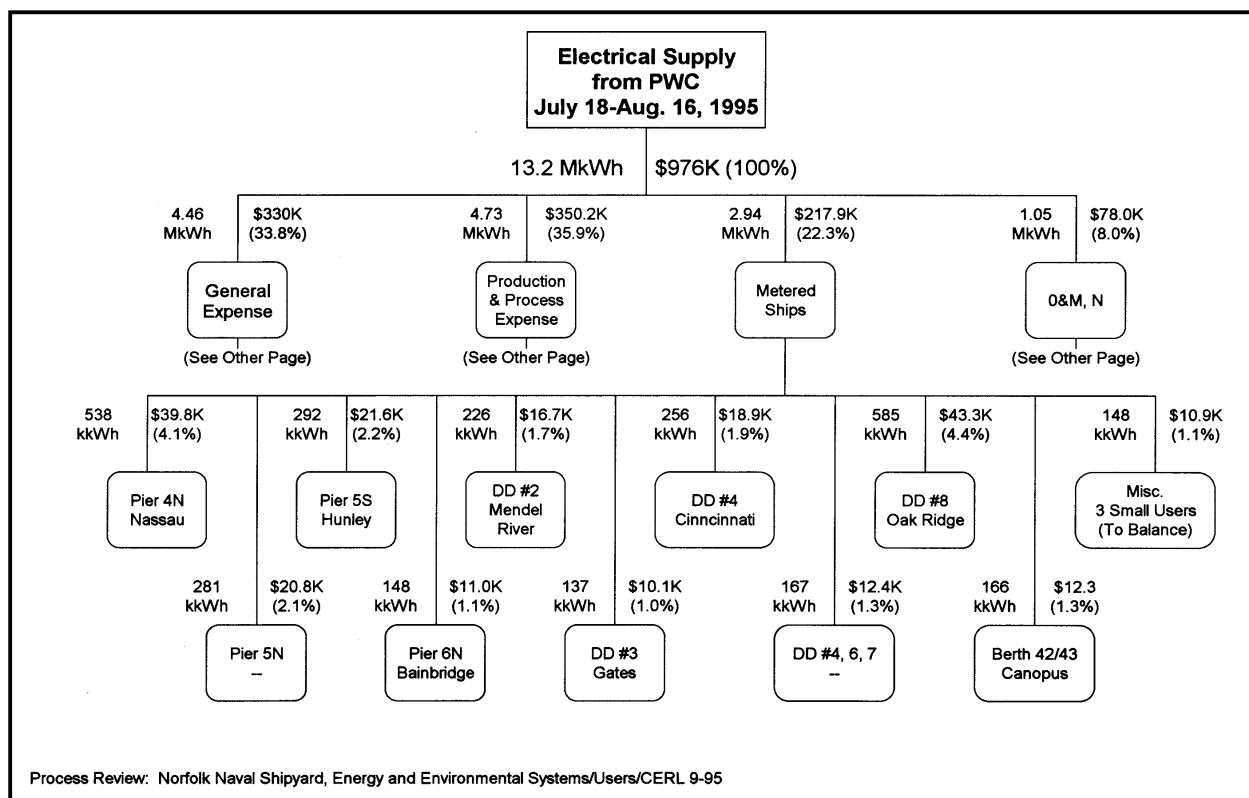 Electrical Supply
from PWC
July 18-Aug. 16, 1995
13.2 MkWh $976K (100%)
4.46 MkWh
$330K (33.8%)
General
Expense
(See Other Page)
4.73 MkWh
$350.2K (35.9%)
Production
& Process
Expense
(See Other Page)
2.94 MkWh
$217.9K (22.3%)
Metered
Ships
1.05 MkWh
$78.0K (8.0%)
0&M, N
(See Other Page)
538 kkWh
$39.8K (4.1%)
Pier 4N
Nassau
292 kkWh
$21.6K (2.2%)
Pier 5S
Hunley
226 kkWh
$16.7K (1.7%)
DD #2
Mendel
River
256 kkWh
$18.9K (1.9%)
DD #4
Cinncinnati
585 kkWh
$43.3K (4.4%)
DD #8
Oak Ridge
148 kkWh
$10.9K (1.1%)
Misc.
3 Small Users
(To Balance)
281 kkWh
$20.8K (2.1%)
Pier 5N
--
148 kkWh
$11.0K (1.1%)
Pier 6N
Bainbridge
137 kkWh
$10.1K (1.0%)
DD #3
Gates
167 kkWh
$12.4K (1.3%)
DD #4, 6, 7
--
166 kkWh
$12.3 (1.3%)
Berth 42/43
Canopus
Process Review: Norfolk Naval Shipyard, Energy and Environmental Systems/Users/CERL 9-95